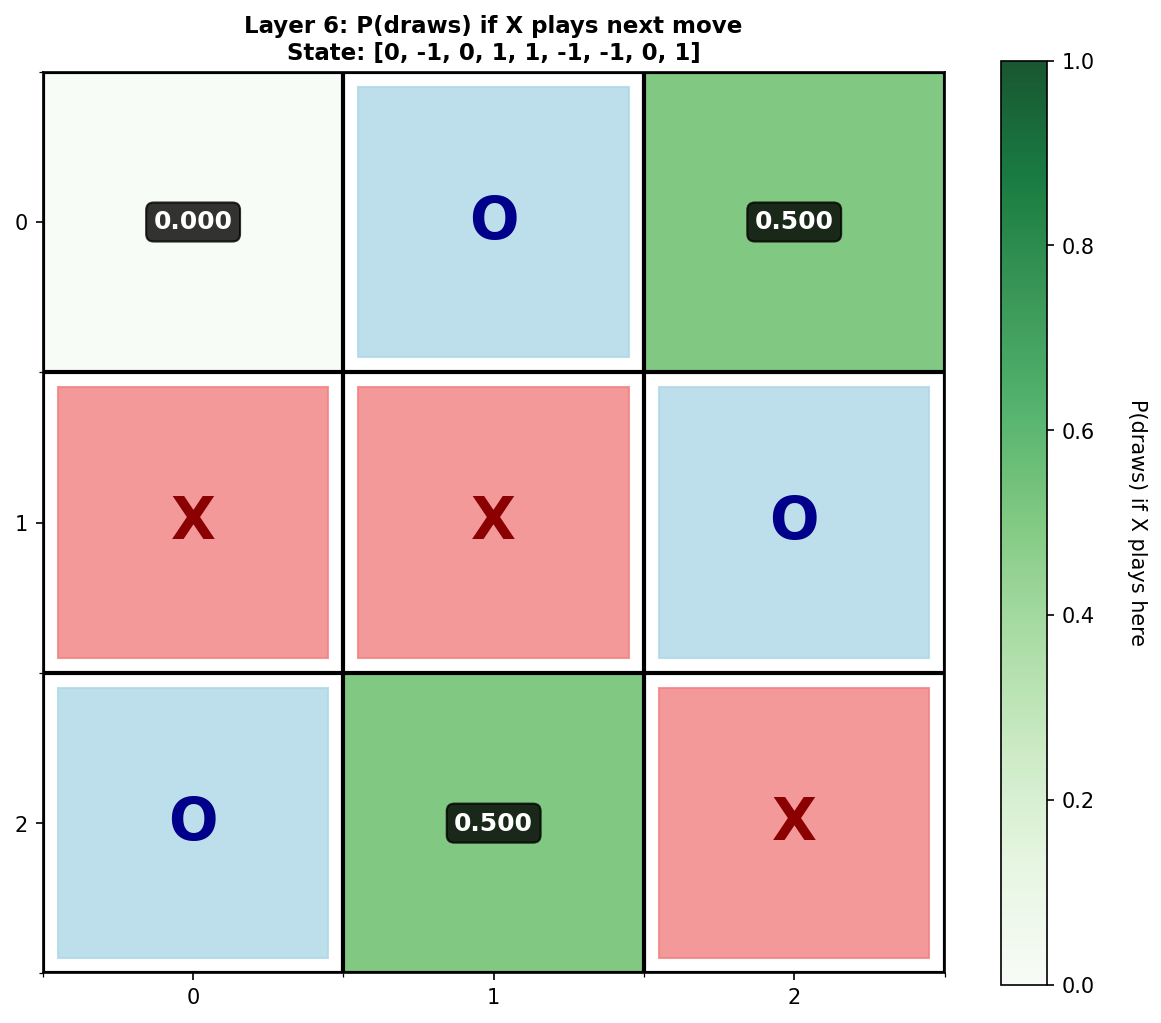 Layer 6: P(draws) if X plays next move
State: [0, -1, 0, 1, 1, -1, -1, 0, 1]
0
0.000
O
0.500
1
X
X
O
2
O
0.500
X
0
1
2
1.0
0.8
0.6
0.4
0.2
0.0
P(draws) if X plays here